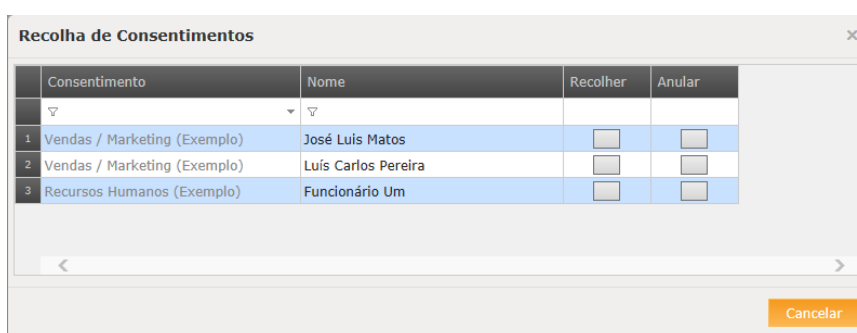 Recolha de Consentimentos
Consentimento Nome Recolher Anular
1 Vendas / Marketing (Exemplo) José Luis Matos
2 Vendas / Marketing (Exemplo) Luís Carlos Pereira
3 Recursos Humanos (Exemplo) Funcionário Um
Cancelar